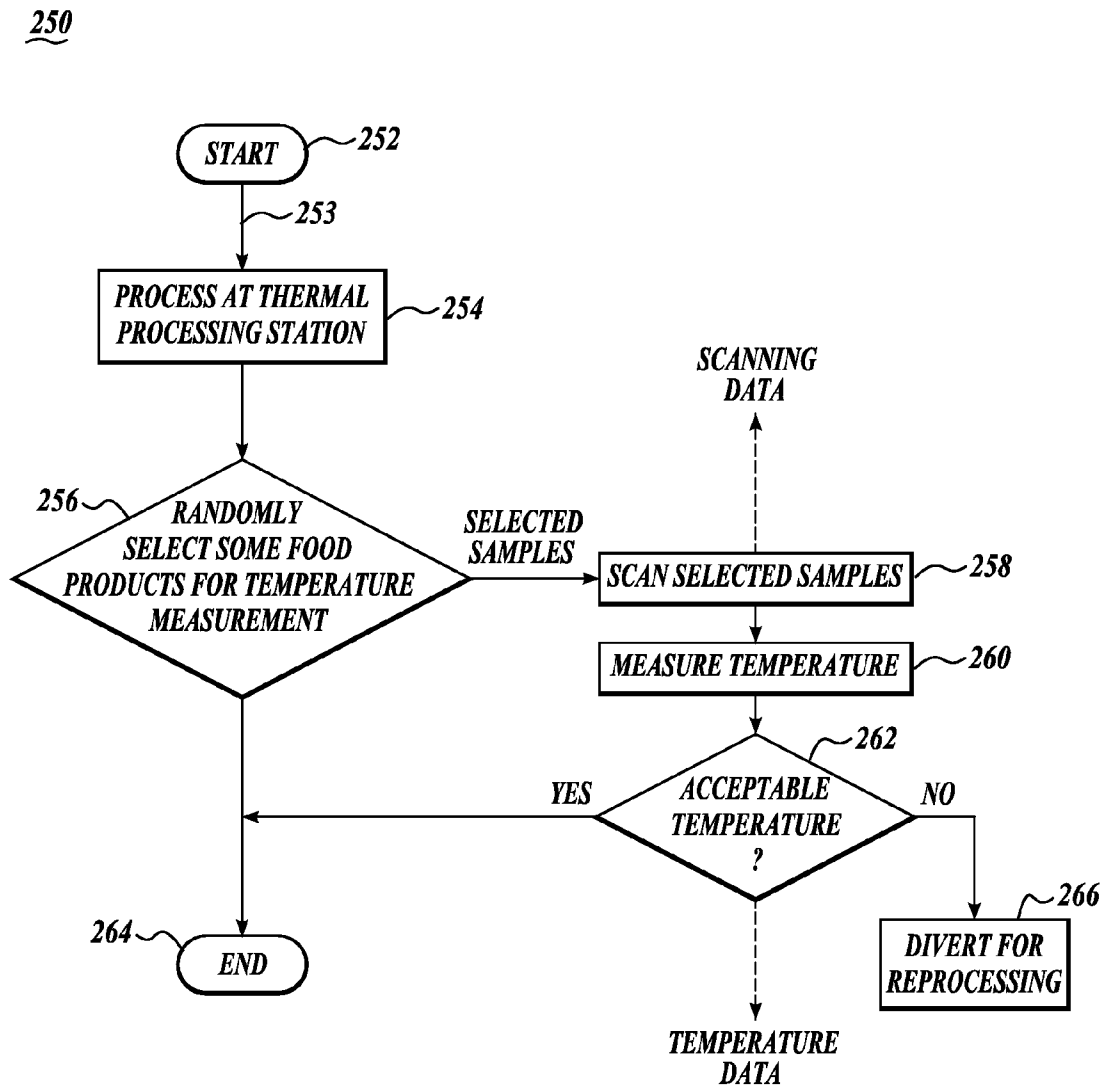 250
START
252
253
PROCESS AT THERMAL
PROCESSING STATION
254
SCANNING
DATA
256
RANDOMLY
SELECT SOME FOOD
PRODUCTS FOR TEMPERATURE
MEASUREMENT
SELECTED
SAMPLES
SCAN SELECTED SAMPLES
258
MEASURE TEMPERATURE
260
262
YES
ACCEPTABLE
TEMPERATURE
?
NO
264
END
266
DIVERT FOR
REPROCESSING
TEMPERATURE
DATA